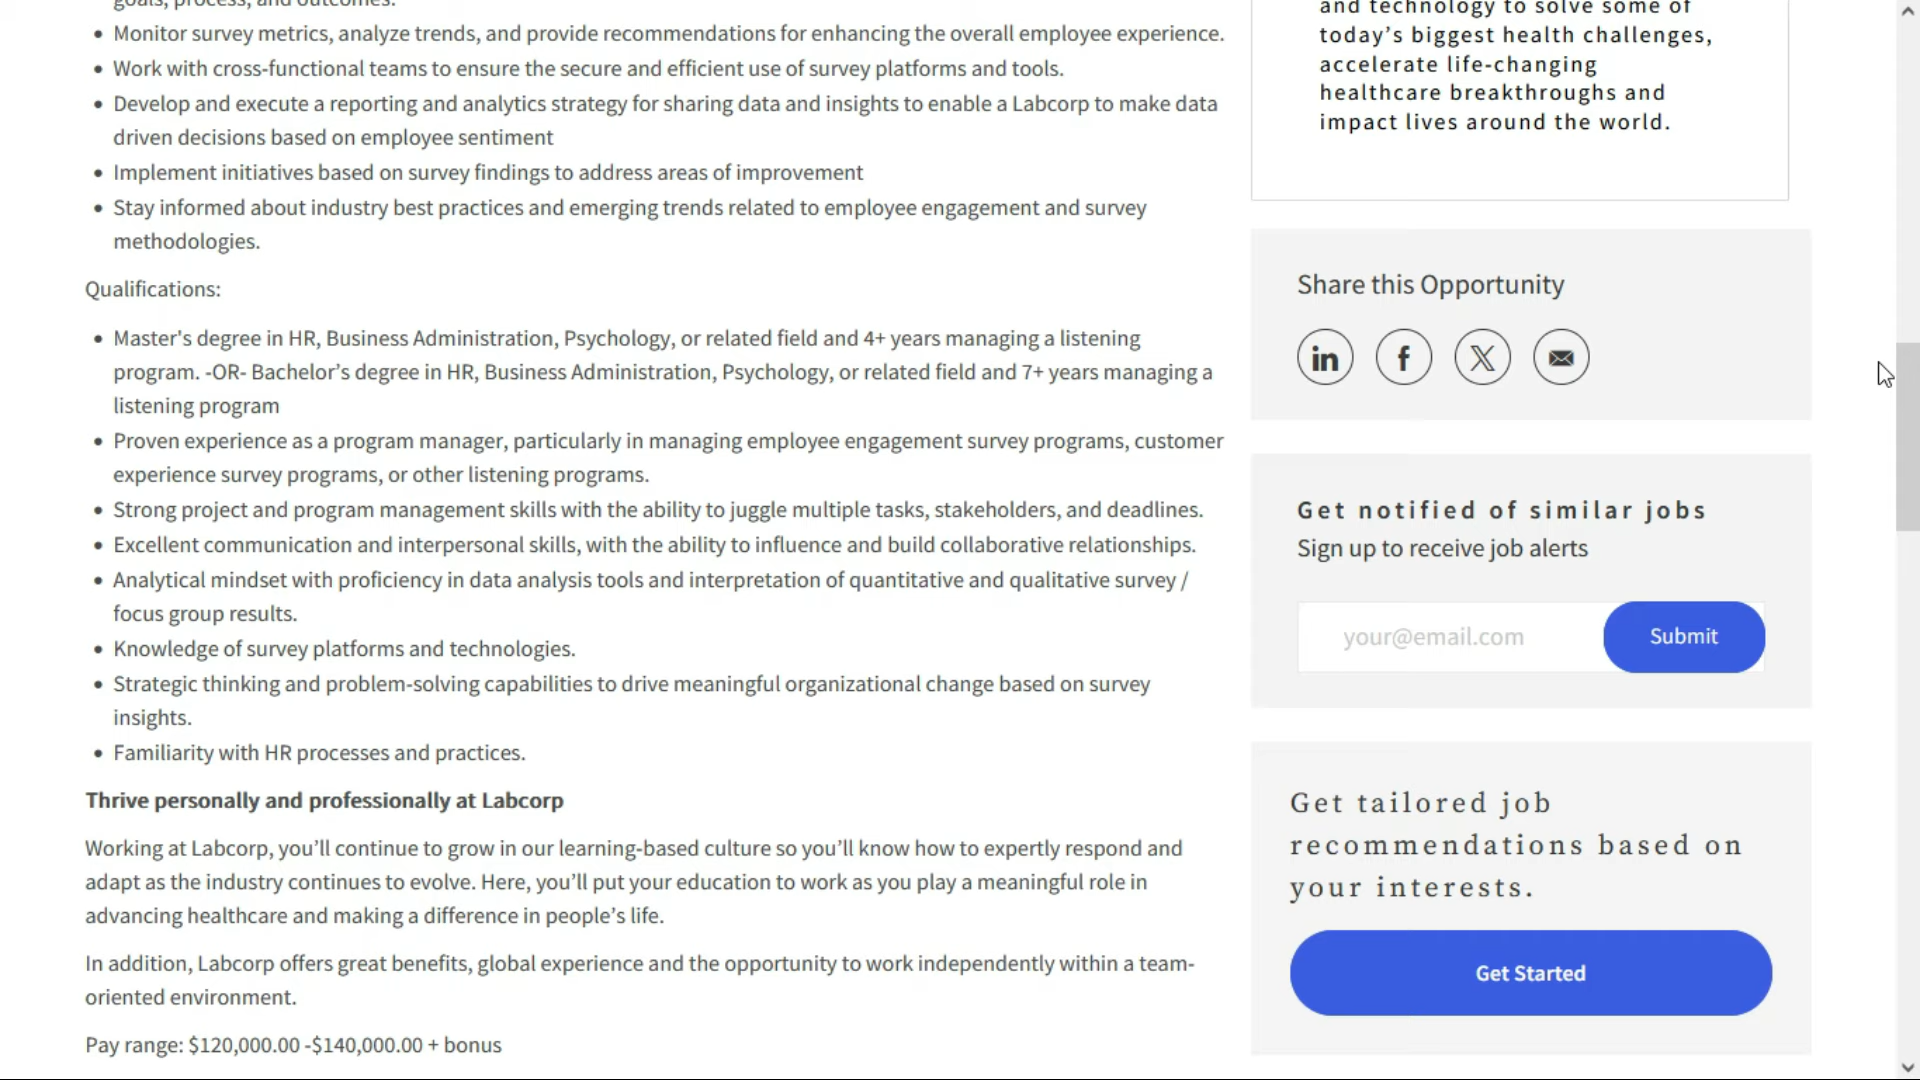 goals, process, and outcomes.
Monitor survey metrics, analyze trends, and provide recommendations for enhancing the overall employee experience.
Work with cross-functional teams to ensure the secure and efficient use of survey platforms and tools.
Develop and execute a reporting and analytics strategy for sharing data and insights to enable a Labcorp to make data
driven decisions based on employee sentiment
Implement initiatives based on survey findings to address areas of improvement
Stay informed about industry best practices and emerging trends related to employee engagement and survey
methodologies.
Qualifications:
Master's degree in HR, Business Administration, Psychology, or related field and 4+ years managing a listening
program. -OR- Bachelor’s degree in HR, Business Administration, Psychology, or related field and 7+ years managing a
listening program
Proven experience as a program manager, particularly in managing employee engagement survey programs, customer
experience survey programs, or other listening programs.
Strong project and program management skills with the ability to juggle multiple tasks, stakeholders, and deadlines.
Excellent communication and interpersonal skills, with the ability to influence and build collaborative relationships.
Analytical mindset with proficiency in data analysis tools and interpretation of quantitative and qualitative survey /
focus group results.
Knowledge of survey platforms and technologies.
Strategic thinking and problem-solving capabilities to drive meaningful organizational change based on survey
insights.
Familiarity with HR processes and practices.
Thrive personally and professionally at Labcorp
Working at Labcorp, you’ll continue to grow in our learning-based culture so you’ll know how to expertly respond and
adapt as the industry continues to evolve. Here, you’ll put your education to work as you play a meaningful role in
advancing healthcare and making a difference in people’s life.
In addition, Labcorp offers great benefits, global experience and the opportunity to work independently within a team-
oriented environment.
Pay range: $120,000.00 -$140,000.00 + bonus
and technology to solve some of
today’s biggest health challenges,
accelerate life-changing
healthcare breakthroughs and
impact lives around the world.
Share this Opportunity
Get notified of similar jobs
Sign up to receive job alerts
your@email.com
Submit
Get tailored job
recommendations based on
your interests.
Get Started